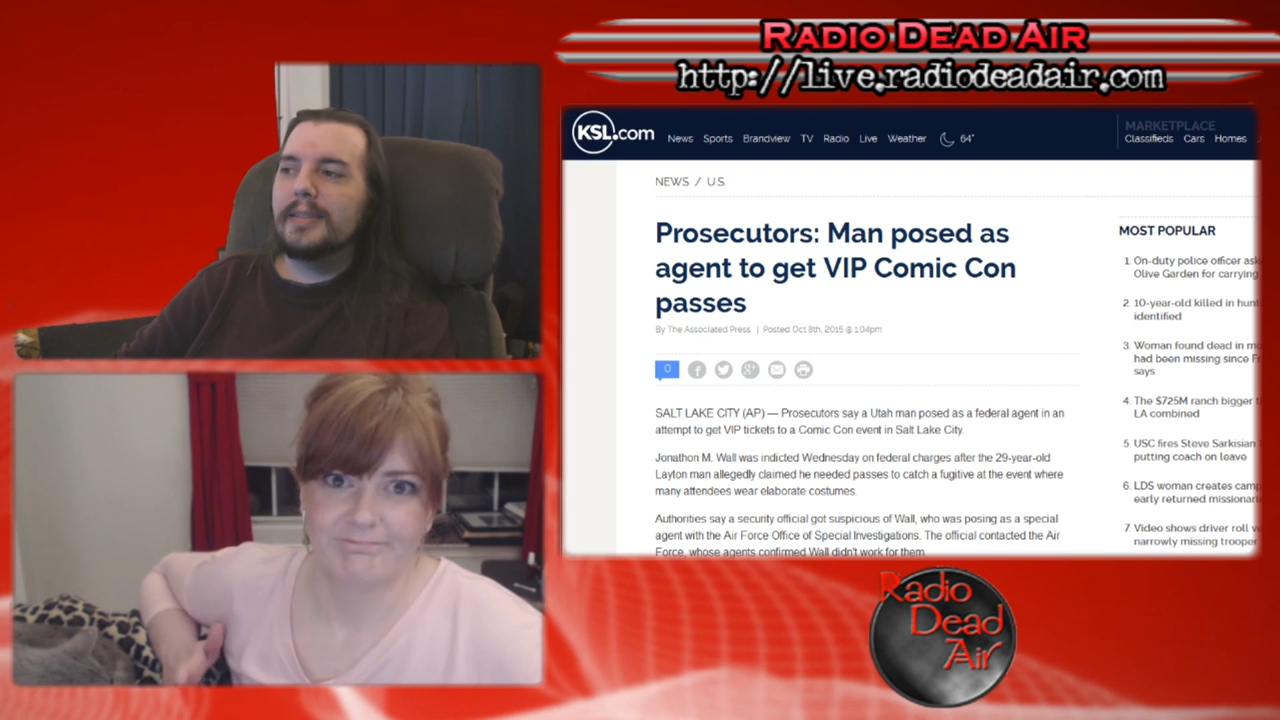 RADIO DEAD AIR
http://live.radiodeadair.com
KSL.com
News Sports Brandview TV Radio Live Weather 64°
MARKETPLACE
Classifieds Cars Homes
NEWS / U.S.
Prosecutors: Man posed as
agent to get VIP Comic Con
passes
By The Associated Press | Posted Oct 8th, 2015 @ 1:04pm
0
SALT LAKE CITY (AP) — Prosecutors say a Utah man posed as a federal agent in an
attempt to get VIP tickets to a Comic Con event in Salt Lake City.
Jonathon M. Wall was indicted Wednesday on federal charges after the 29-year-old
Layton man allegedly claimed he needed passes to catch a fugitive at the event where
many attendees wear elaborate costumes.
Authorities say a security official got suspicious of Wall, who was posing as a special
agent with the Air Force Office of Special Investigations. The official contacted the Air
Force, whose agents confirmed Wall didn't work for them.
MOST POPULAR
1. On-duty police officer
Olive Garden for carrying
2. 10-year-old killed in
identified
3. Woman found dead in
had been missing since
says
4. The $725M ranch bigger
LA combined
5. USC fires Steve Sarkisian
putting coach on leave
6. LDS woman creates
early returned
7 Video shows driver roll
narrowly missing trooper
Radio
Dead
Air